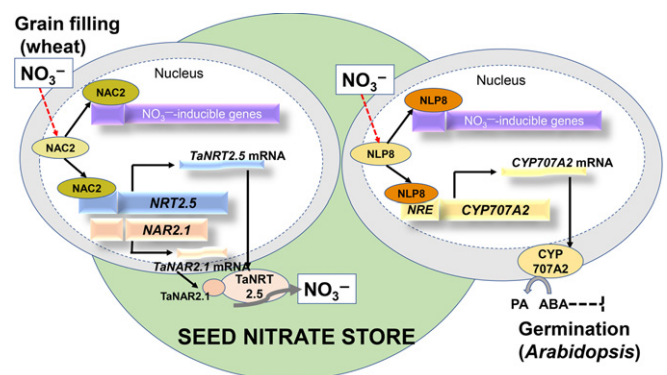 Grain filling
(wheat)
NO₃⁻
Nucleus
NAC2
NO₃⁻-inducible genes
NAC2
NAC2
TaNRT2.5 mRNA
NRT2.5
NAR2.1
TaNAR2.1 mRNA
TaNAR2.1
TaNRT
2.5
NO₃⁻
SEED NITRATE STORE
NO₃⁻
Nucleus
NLP8
NO₃⁻-inducible genes
NLP8
NLP8
CYP707A2 mRNA
NRE
CYP707A2
CYP
707A2
PA ABA
Germination
(Arabidopsis)